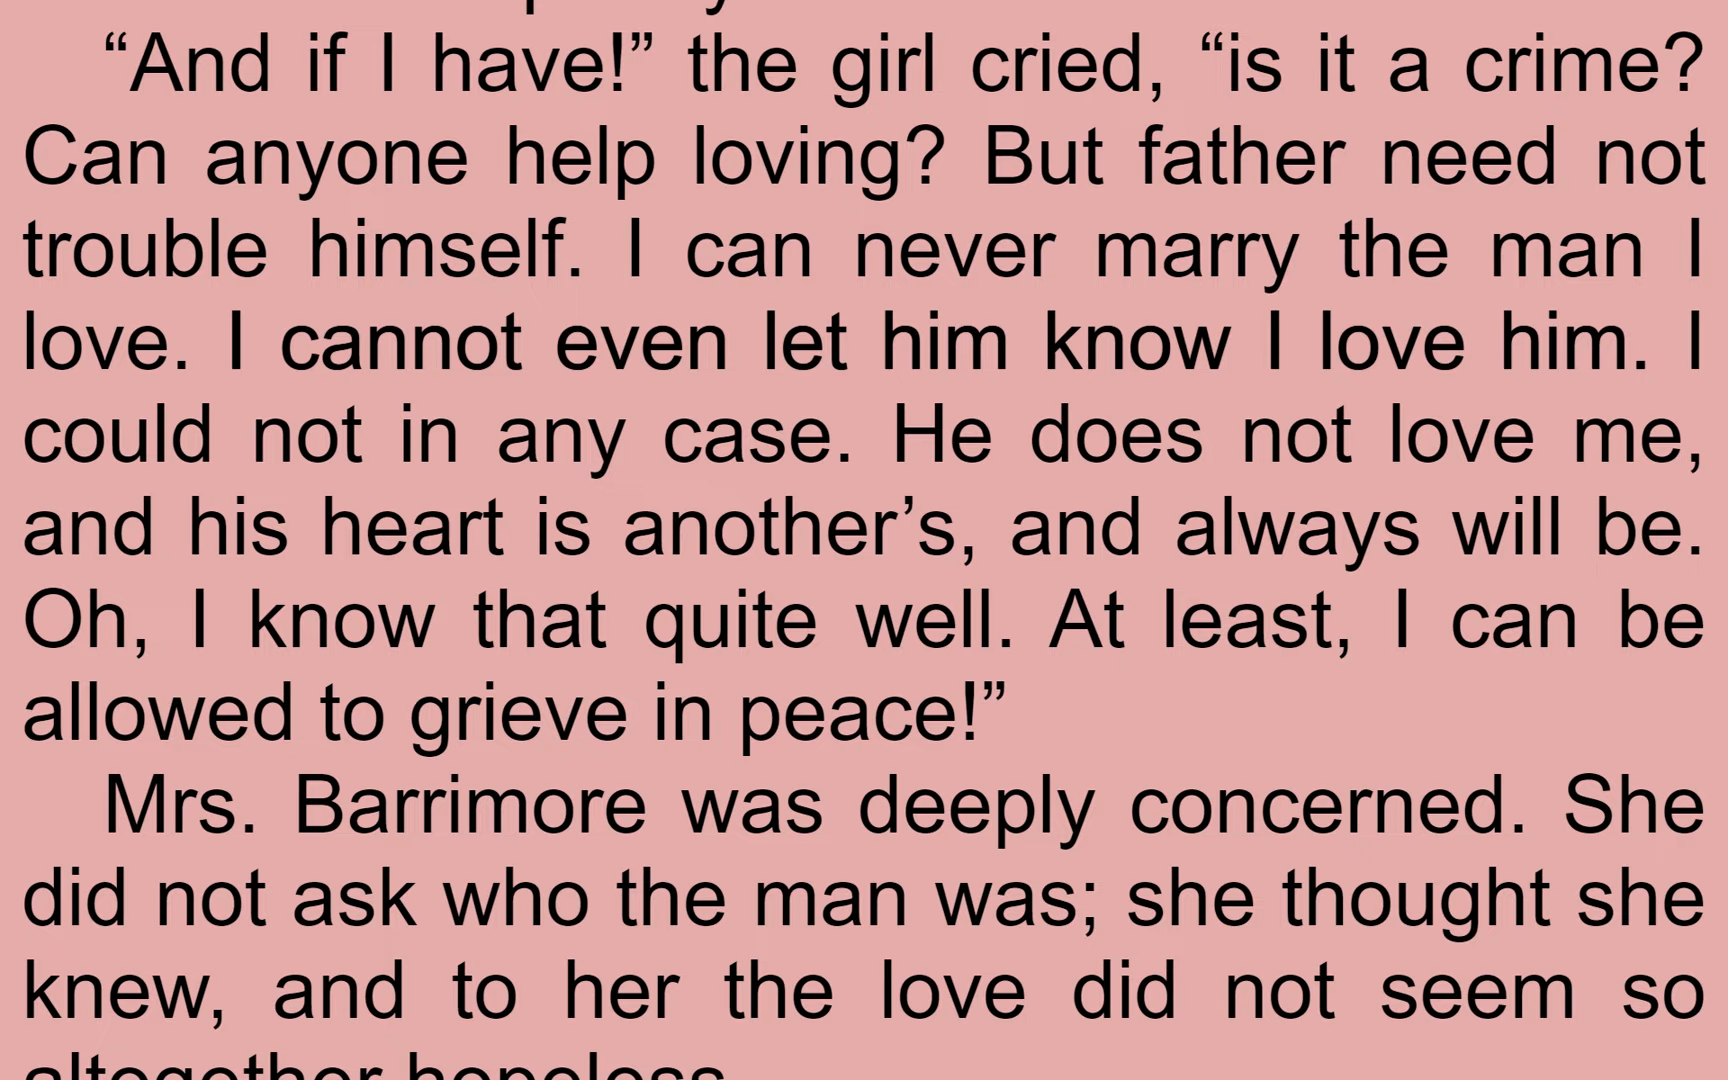 “And if I have!” the girl cried, “is it a crime?
Can anyone help loving? But father need not
trouble himself. I can never marry the man I
love. I cannot even let him know I love him. I
could not in any case. He does not love me,
and his heart is another’s, and always will be.
Oh, I know that quite well. At least, I can be
allowed to grieve in peace!”
Mrs. Barrimore was deeply concerned. She
did not ask who the man was; she thought she
knew, and to her the love did not seem so
altogether hopeless.